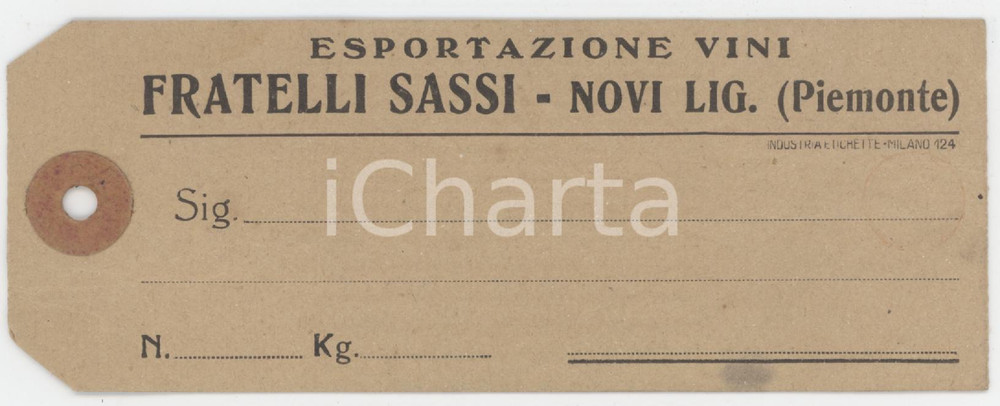 ESPORTAZIONE VINI
FRATELLI SASSI - NOVI LIG. (Piemonte)
INDUSTRIA ETICHETTE-MILANO 124
Sig.
iCharta
N. Kg.